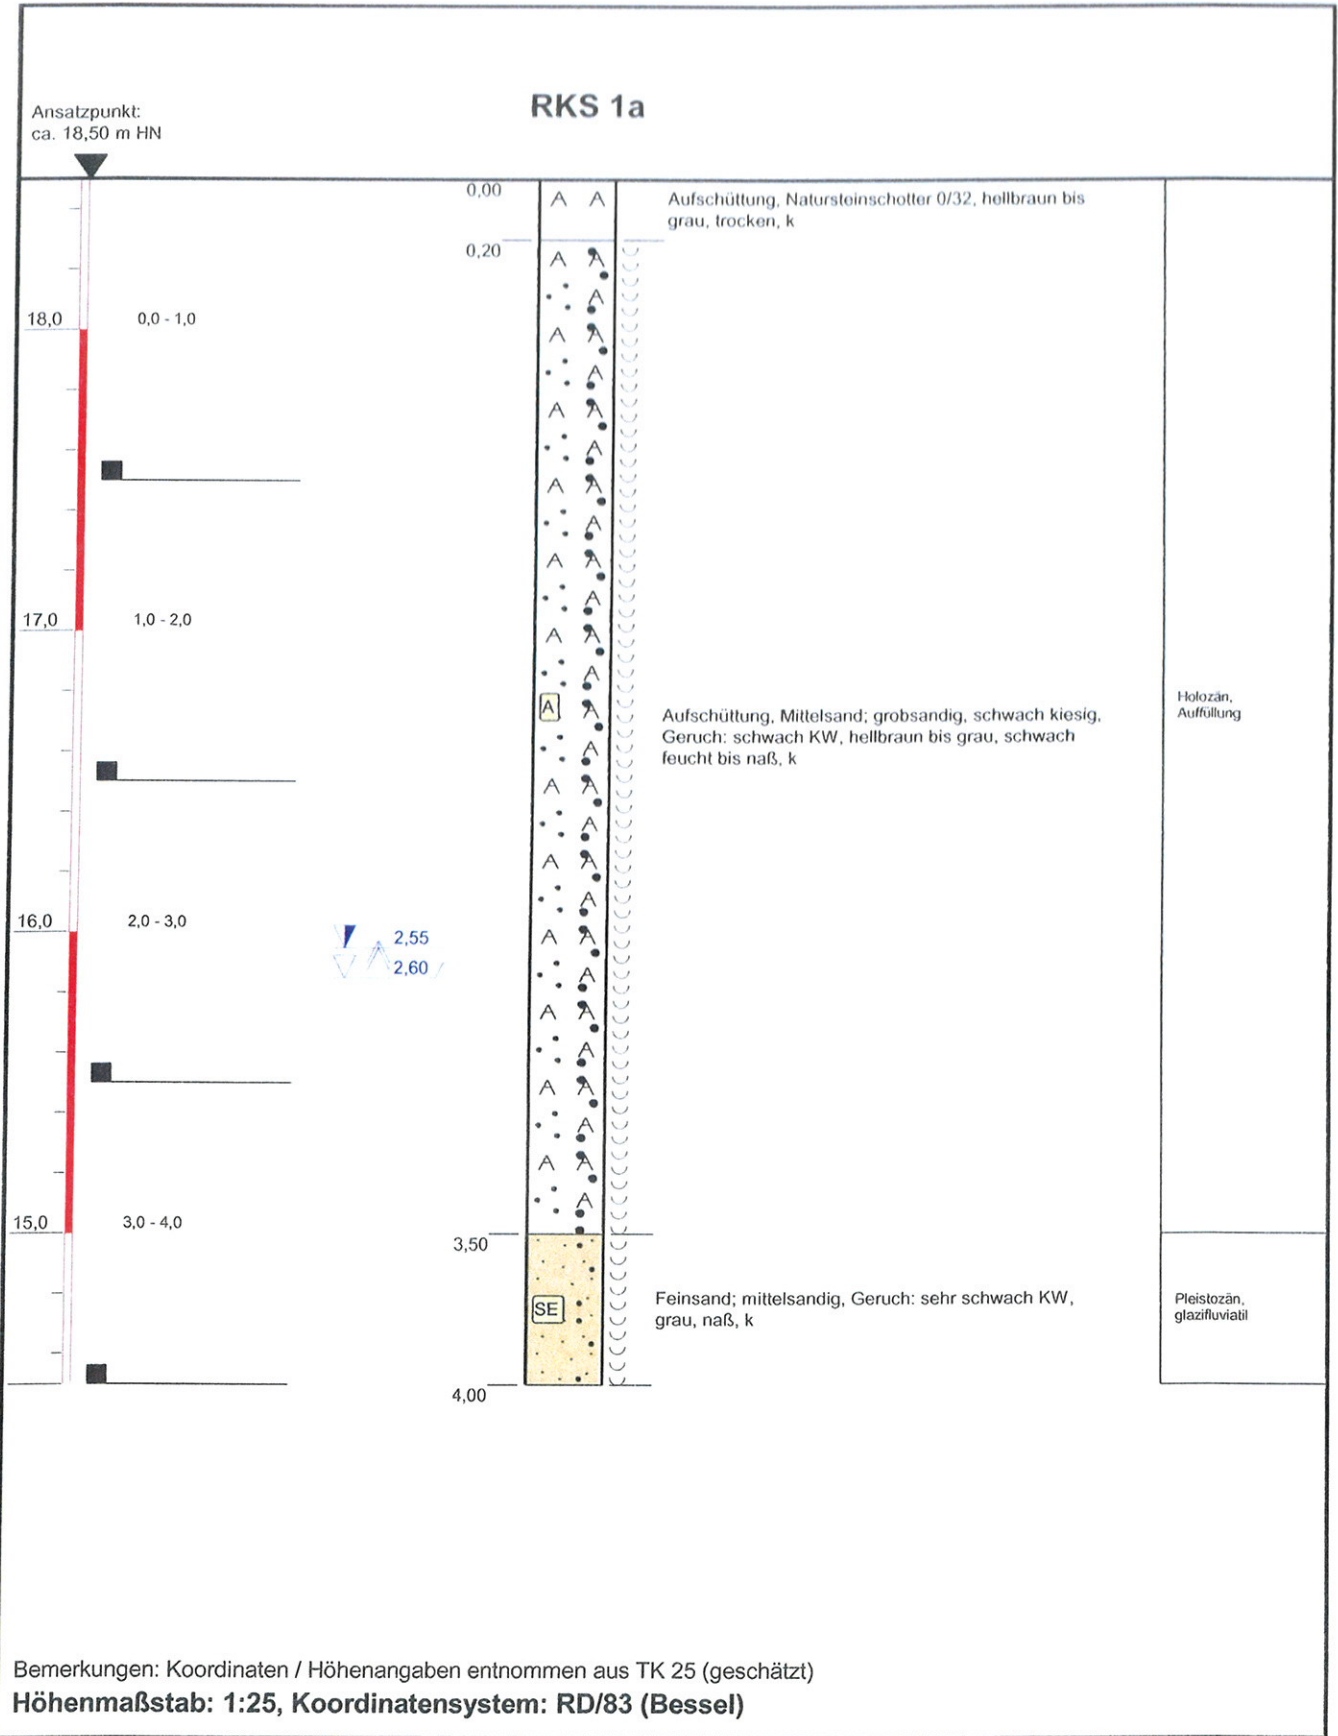 Ansatzpunkt:
ca. 18,50 m HN
RKS 1a
0,00
A A
Aufschüttung, Natursteinschotter 0/32, hellbraun bis
grau, trocken, k
0,20
18,0
0,0 - 1,0
17,0
1,0 - 2,0
A
Aufschüttung, Mittelsand; grobsandig, schwach kiesig,
Geruch: schwach KW, hellbraun bis grau, schwach
feucht bis naß, k
Holozän,
Auffüllung
16,0
2,0 - 3,0
2,55
2,60
15,0
3,0 - 4,0
3,50
SE
Feinsand; mittelsandig, Geruch: sehr schwach KW,
grau, naß, k
Pleistozän,
glazifluviatil
4,00
Bemerkungen: Koordinaten / Höhenangaben entnommen aus TK 25 (geschätzt)
Höhenmaßstab: 1:25, Koordinatensystem: RD/83 (Bessel)